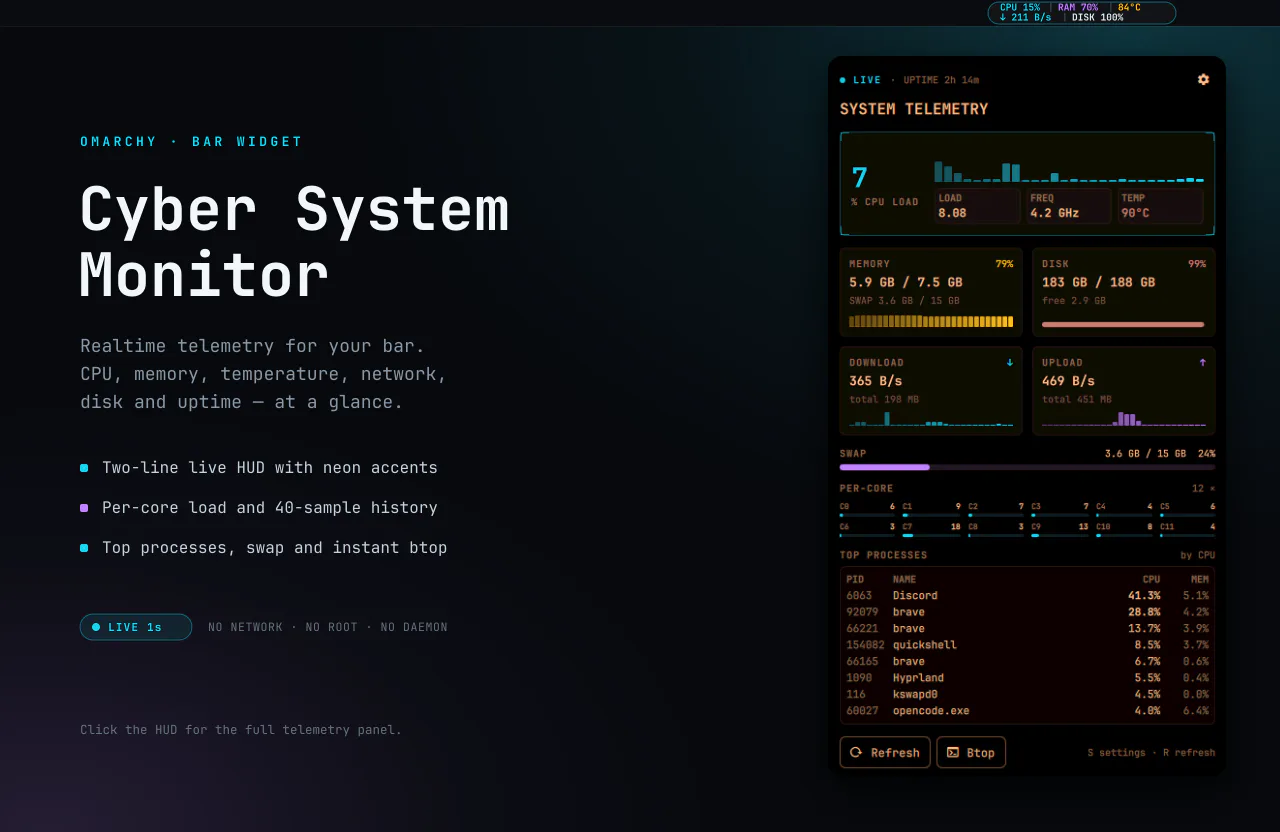 CPU 15% | RAM 70% | 84°C
↓ 211 B/s | DISK 100%
OMARCHY · BAR WIDGET
Cyber System
Monitor
Realtime telemetry for your bar.
CPU, memory, temperature, network,
disk and uptime — at a glance.
Two-line live HUD with neon accents
Per-core load and 40-sample history
Top processes, swap and instant btop
LIVE 1s
NO NETWORK · NO ROOT · NO DAEMON
Click the HUD for the full telemetry panel.
LIVE · UPTIME 2h 14m
SYSTEM TELEMETRY
7
% CPU LOAD
LOAD FREQ TEMP
8.08 4.2 GHz 90°C
MEMORY 79%
5.9 GB / 7.5 GB
SWAP 3.6 GB / 15 GB
DISK 99%
183 GB / 188 GB
free 2.9 GB
DOWNLOAD ↓
365 B/s
total 198 MB
UPLOAD ↑
469 B/s
total 451 MB
SWAP 3.6 GB / 15 GB 24%
PER-CORE 12 ×
C0 6 C1 9 C2 7 C3 7 C4 4 C5 6
C6 3 C7 18 C8 3 C9 13 C10 8 C11 4
TOP PROCESSES by CPU
PID NAME CPU MEM
6063 Discord 41.3% 5.1%
92079 brave 28.8% 4.2%
66221 brave 13.7% 3.9%
154082 quickshell 8.5% 3.7%
66165 brave 6.7% 0.6%
1090 Hyprland 5.5% 0.4%
116 kswapd0 4.5% 0.0%
60027 opencode.exe 4.0% 6.4%
Refresh Btop S settings · R refresh